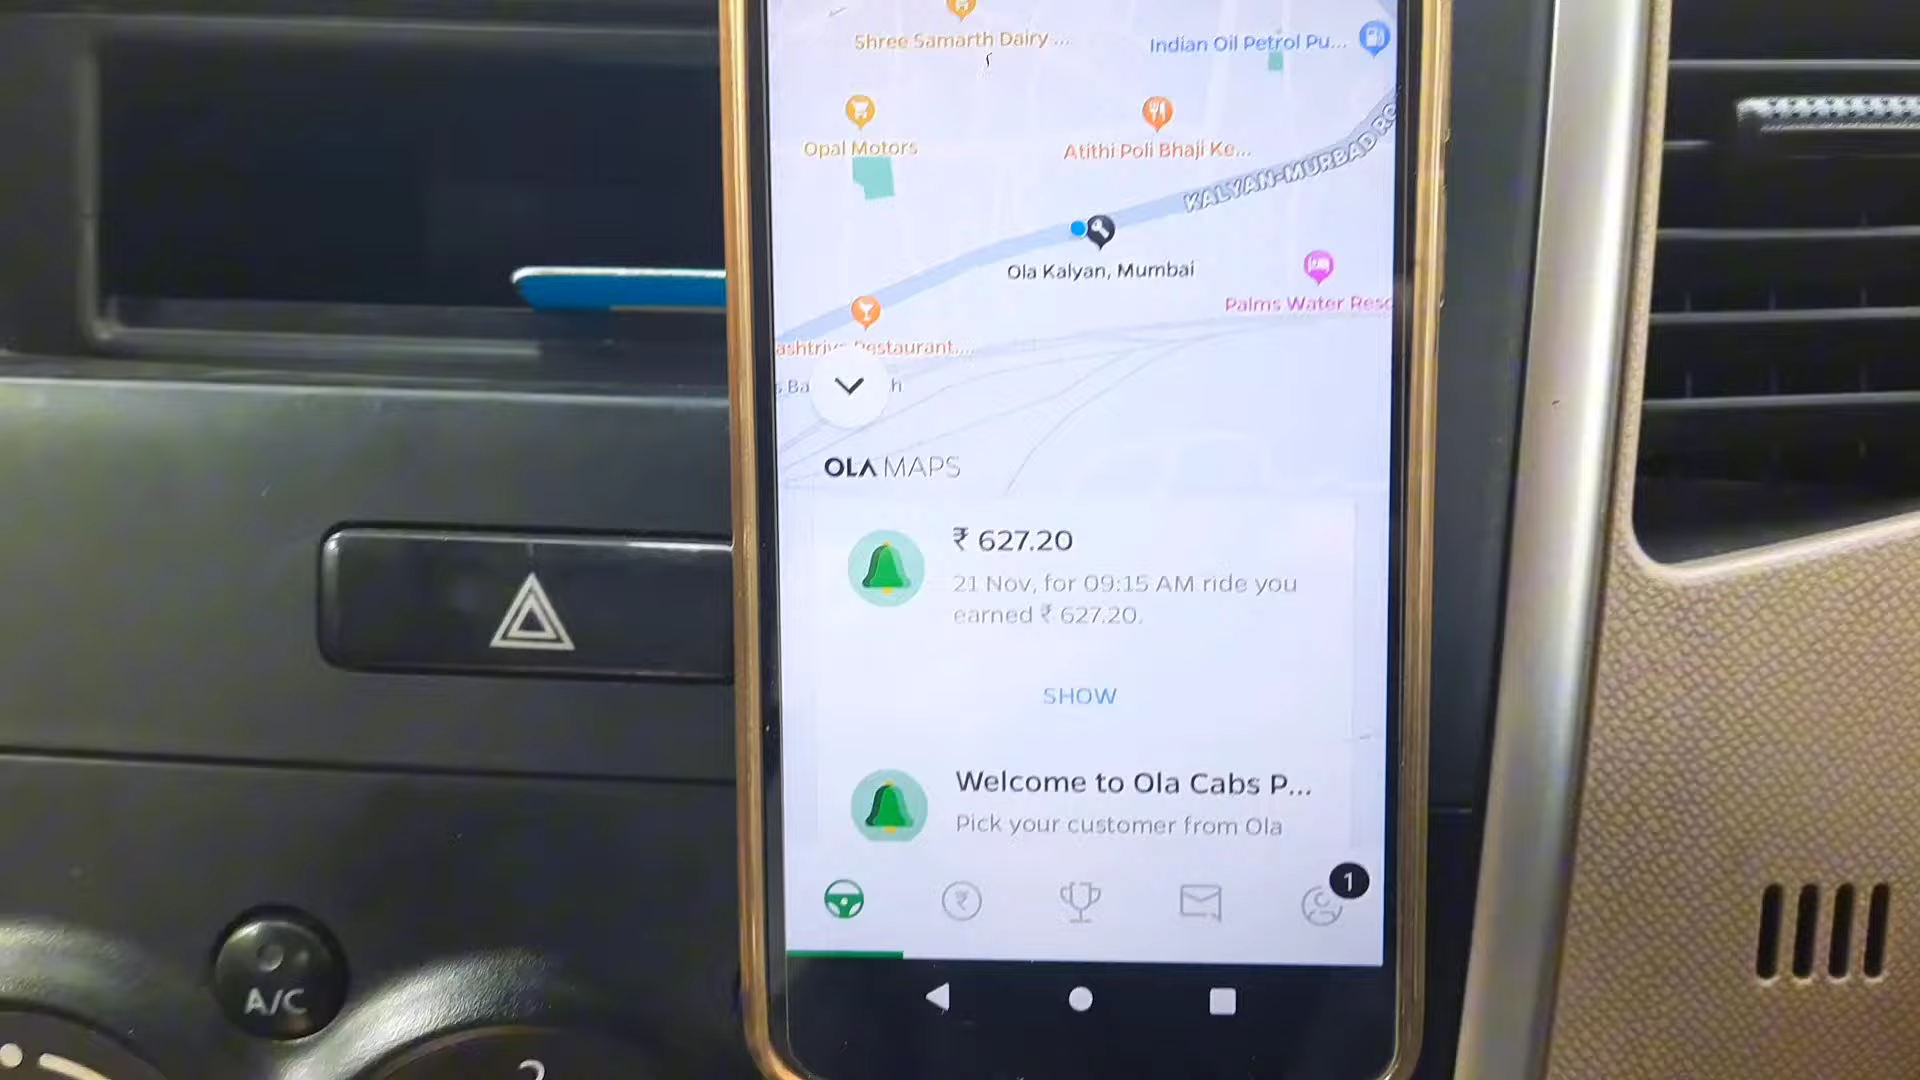 Shree Samarth Dairy ...
Indian Oil Petrol Pu...
Opal Motors
Atithi Poli Bhaji Ke...
KALYAN-MURBAD RO
Ola Kalyan, Mumbai
Palms Water Reso
ashtriy Restaurant....
OLA MAPS
₹ 627.20
21 Nov, for 09:15 AM ride you
earned ₹ 627.20.
SHOW
Welcome to Ola Cabs P...
Pick your customer from Ola
1
A/C
2